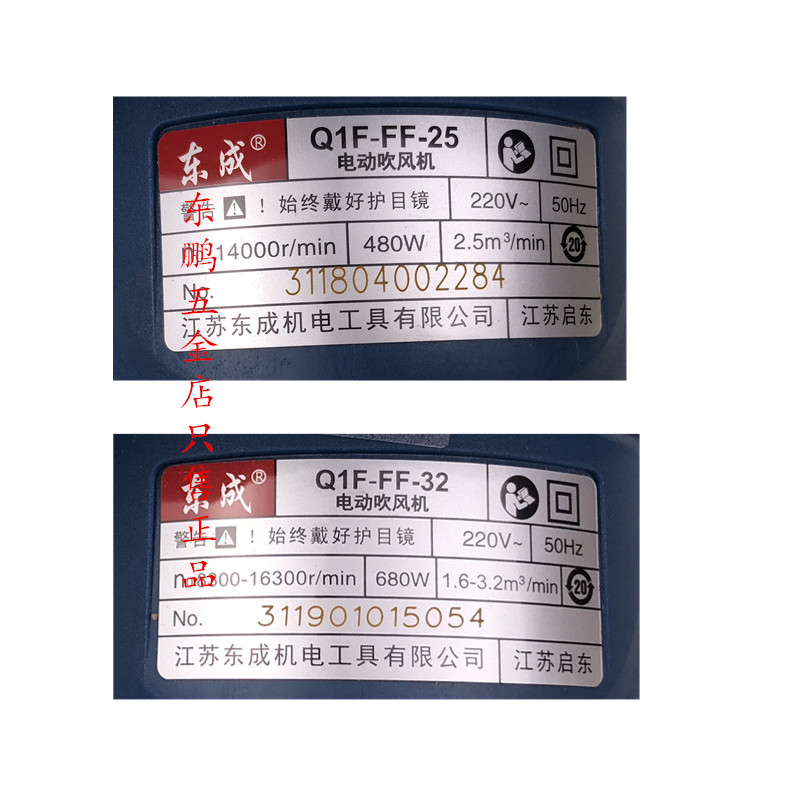 东成® Q1F-FF-25
电动吹风机
警告 ! 始终戴好护目镜 220V~ 50Hz
n₀ 14000r/min 480W 2.5m³/min 20
No. 311804002284
江苏东成机电工具有限公司 江苏启东
东鹏五金店只售正品
东成® Q1F-FF-32
电动吹风机
警告 ! 始终戴好护目镜 220V~ 50Hz
-16300r/min 680W 1.6-3.2m³/min 20
No. 311901015054
江苏东成机电工具有限公司 江苏启东